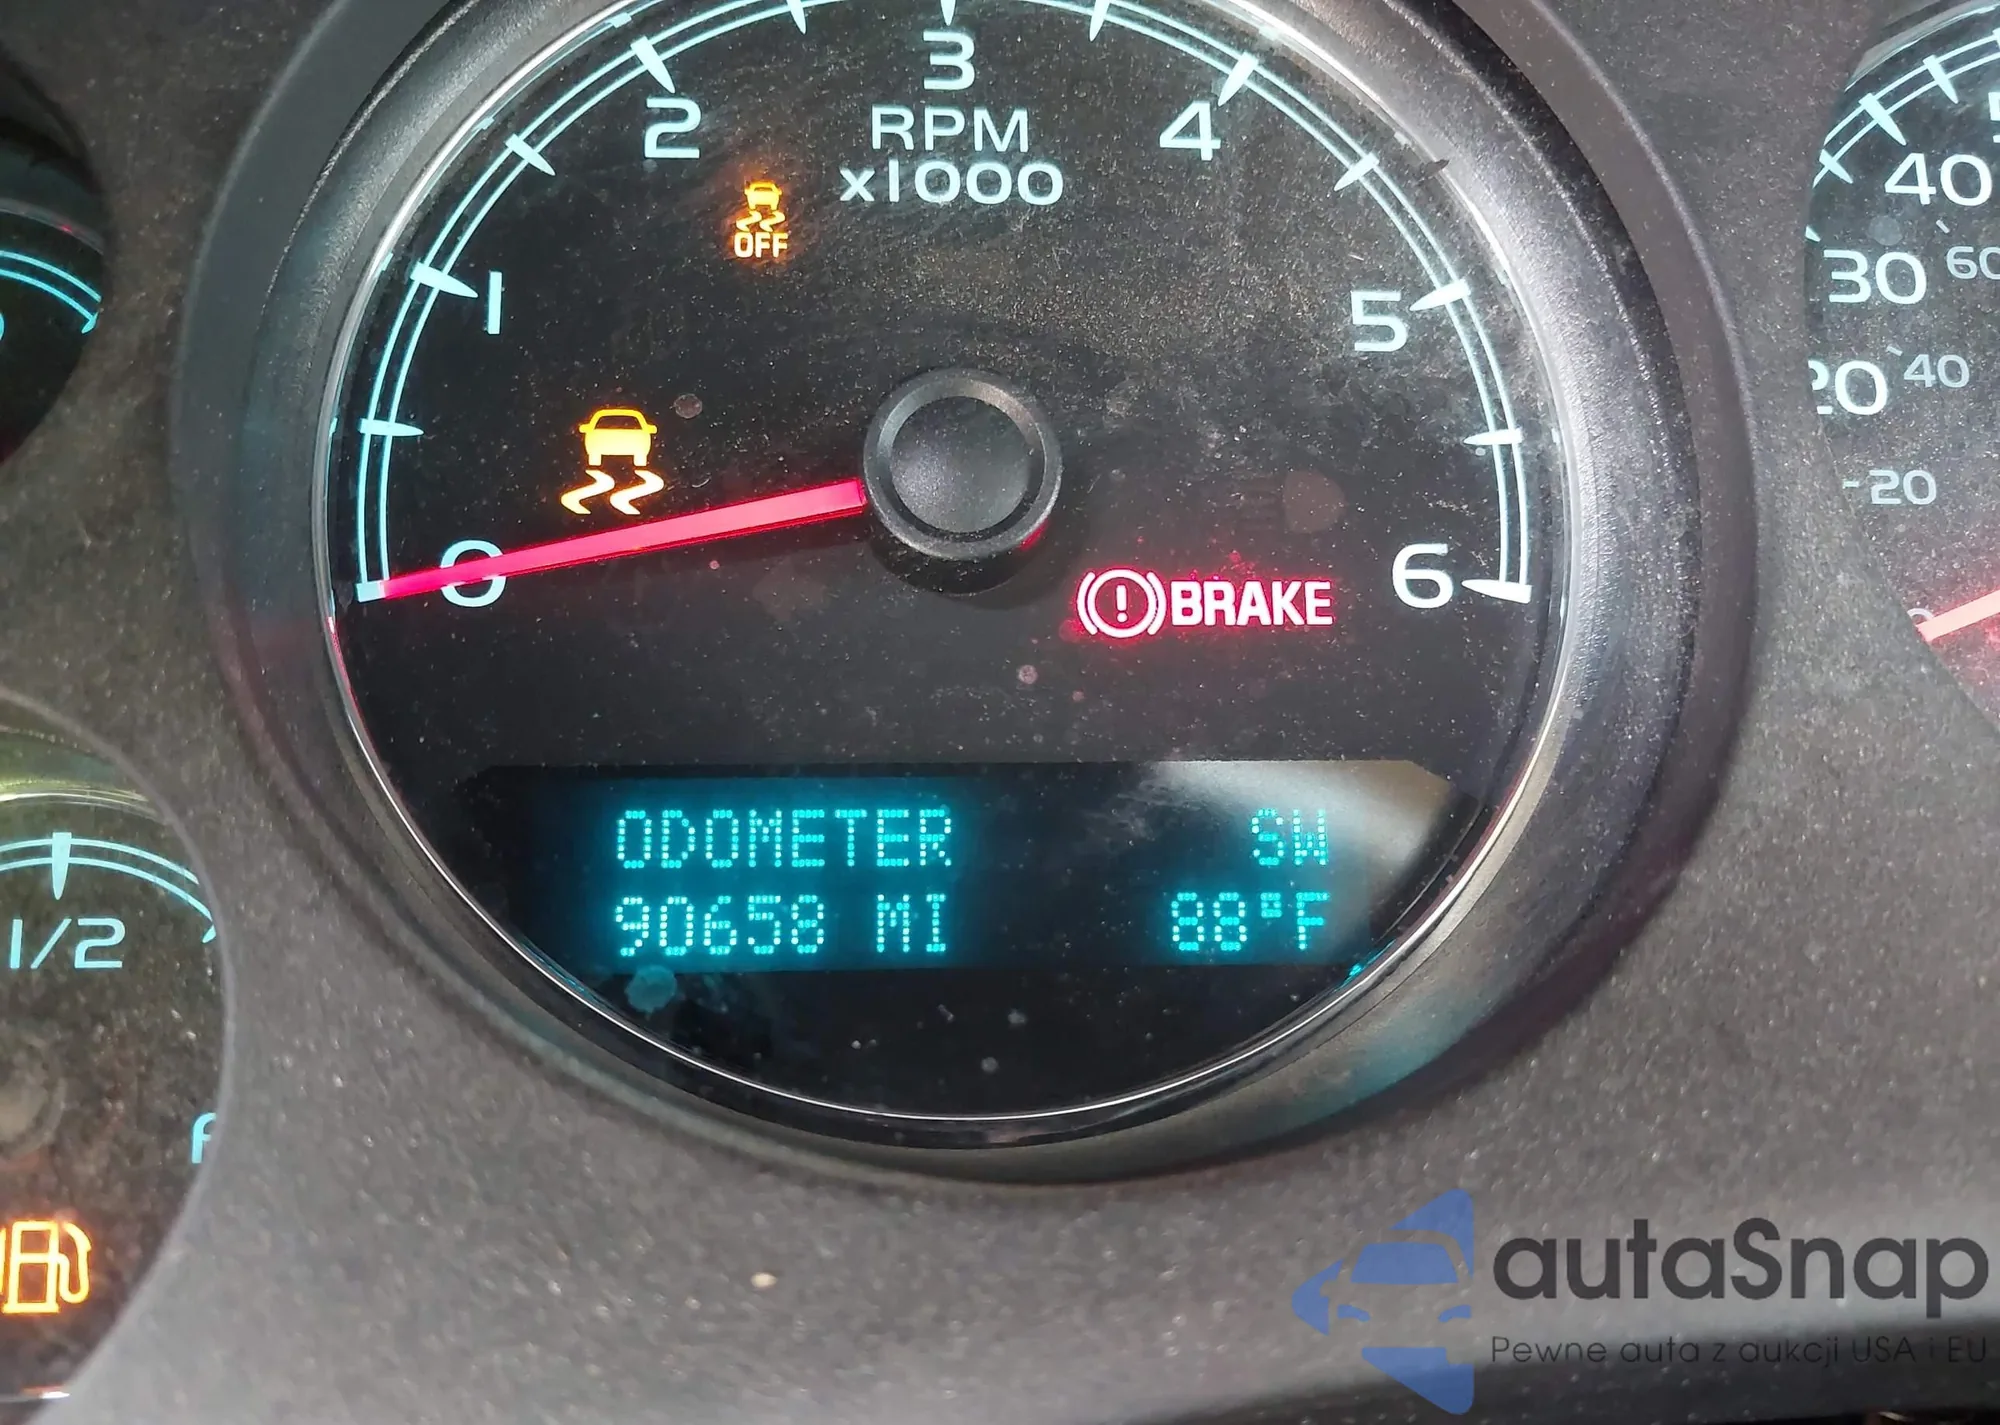 3
2
4
RPM
x1000
OFF
1
5
40
30
60
20
40
20
0
6
BRAKE
ODOMETER SW
90658 MI 88°F
1/2
F
autaSnap
Pewne auta z aukcji USA i EU